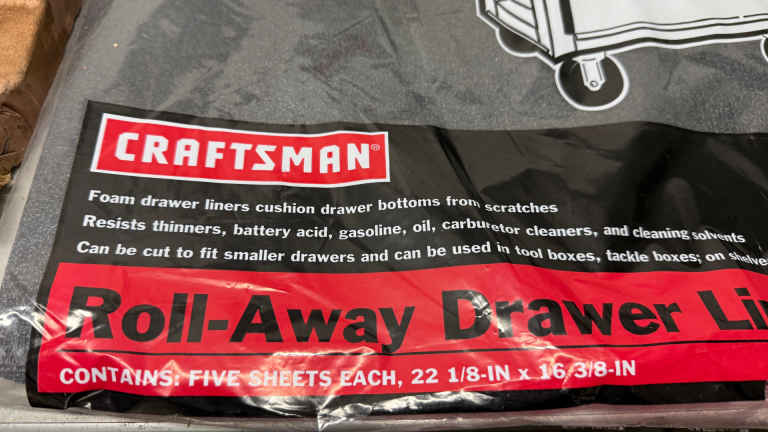 CRAFTSMAN®
Foam drawer liners cushion drawer bottoms from scratches
Resists thinners, battery acid, gasoline, oil, carburetor cleaners, and cleaning solvents
Can be cut to fit smaller drawers and can be used in tool boxes, tackle boxes; on shelve
Roll-Away Drawer Li
CONTAINS: FIVE SHEETS EACH, 22 1/8-IN x 16 3/8-IN